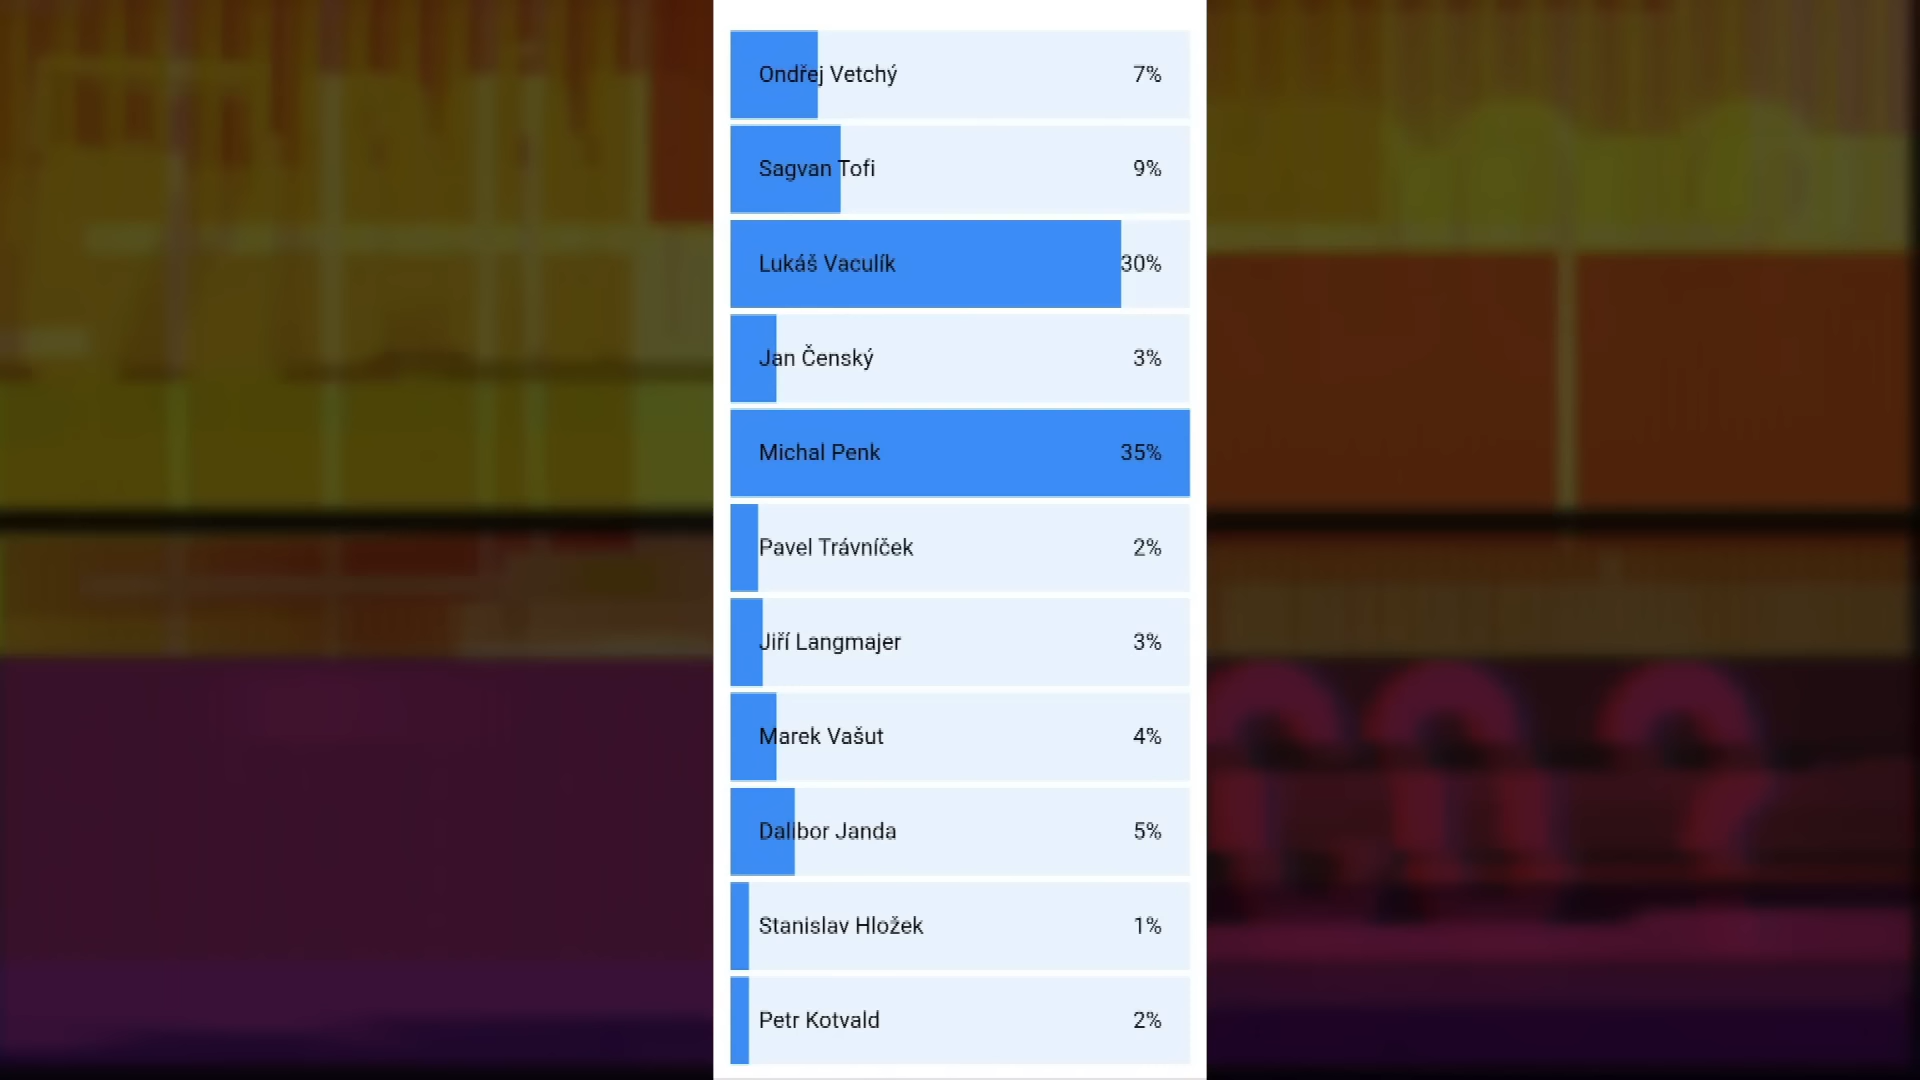 Ondřej Vetchý 7%
Sagvan Tofi 9%
Lukáš Vaculík 30%
Jan Čenský 3%
Michal Penk 35%
Pavel Trávníček 2%
Jiří Langmajer 3%
Marek Vašut 4%
Dalibor Janda 5%
Stanislav Hložek 1%
Petr Kotvald 2%